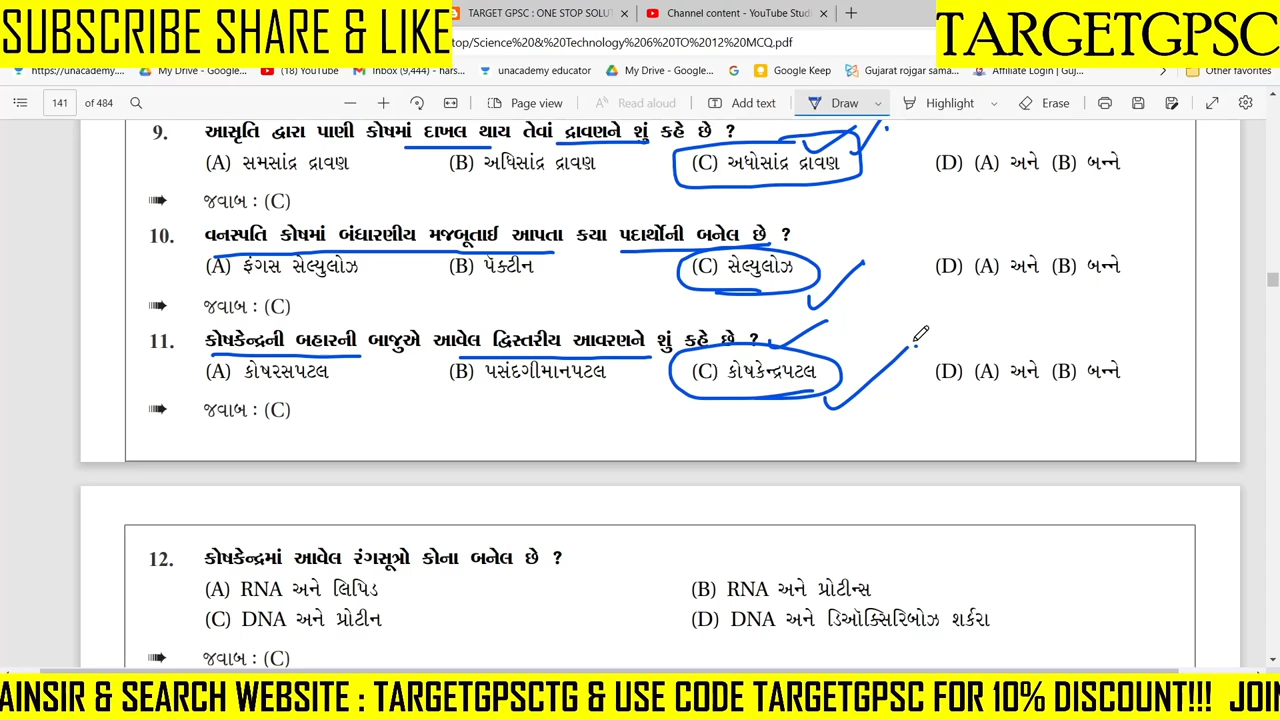 SUBSCRIBE SHARE & LIKE
TARGETGPSC
TARGET GPSC : ONE STOP SOLU
Channel content - YouTube Studi
top/Science%20&%20Technology%206%20TO%2012%20MCQ.pdf
https://unacademy... My Drive - Google... (18) YouTube Inbox (9,444) - hars... unacademy educator My Drive - Googl... Google Keep Gujarat rojgar sama... Affiliate Login | Guj... Other favorites
141 of 484 Page view Read aloud Add text Draw Highlight Erase
9. આસૃતિ દ્વારા પાણી કોષમાં દાખલ થાય તેવાં દ્રાવણને શું કહે છે ?
(A) સમસાંદ્ર દ્રાવણ (B) અધિસાંદ્ર દ્રાવણ (C) અધોસાંદ્ર દ્રાવણ (D) (A) અને (B) બન્ને
જવાબ : (C)
10. વનસ્પતિ કોષમાં બંધારણીય મજબૂતાઈ આપતા કયા પદાર્થોની બનેલ છે ?
(A) ફંગસ સેલ્યુલોઝ (B) પૅક્ટીન (C) સેલ્યુલોઝ (D) (A) અને (B) બન્ને
જવાબ : (C)
11. કોષકેન્દ્રની બહારની બાજુએ આવેલ દ્વિસ્તરીય આવરણને શું કહે છે ?
(A) કોષરસપટલ (B) પસંદગીમાનપટલ (C) કોષકેન્દ્રપટલ (D) (A) અને (B) બન્ને
જવાબ : (C)
12. કોષકેન્દ્રમાં આવેલ રંગસૂત્રો કોના બનેલ છે ?
(A) RNA અને લિપિડ (B) RNA અને પ્રોટીન્સ
(C) DNA અને પ્રોટીન (D) DNA અને ડિઑક્સિરિબોઝ શર્કરા
જવાબ : (C)
AINSIR & SEARCH WEBSITE : TARGETGPSCTG & USE CODE TARGETGPSC FOR 10% DISCOUNT!!! JOIN